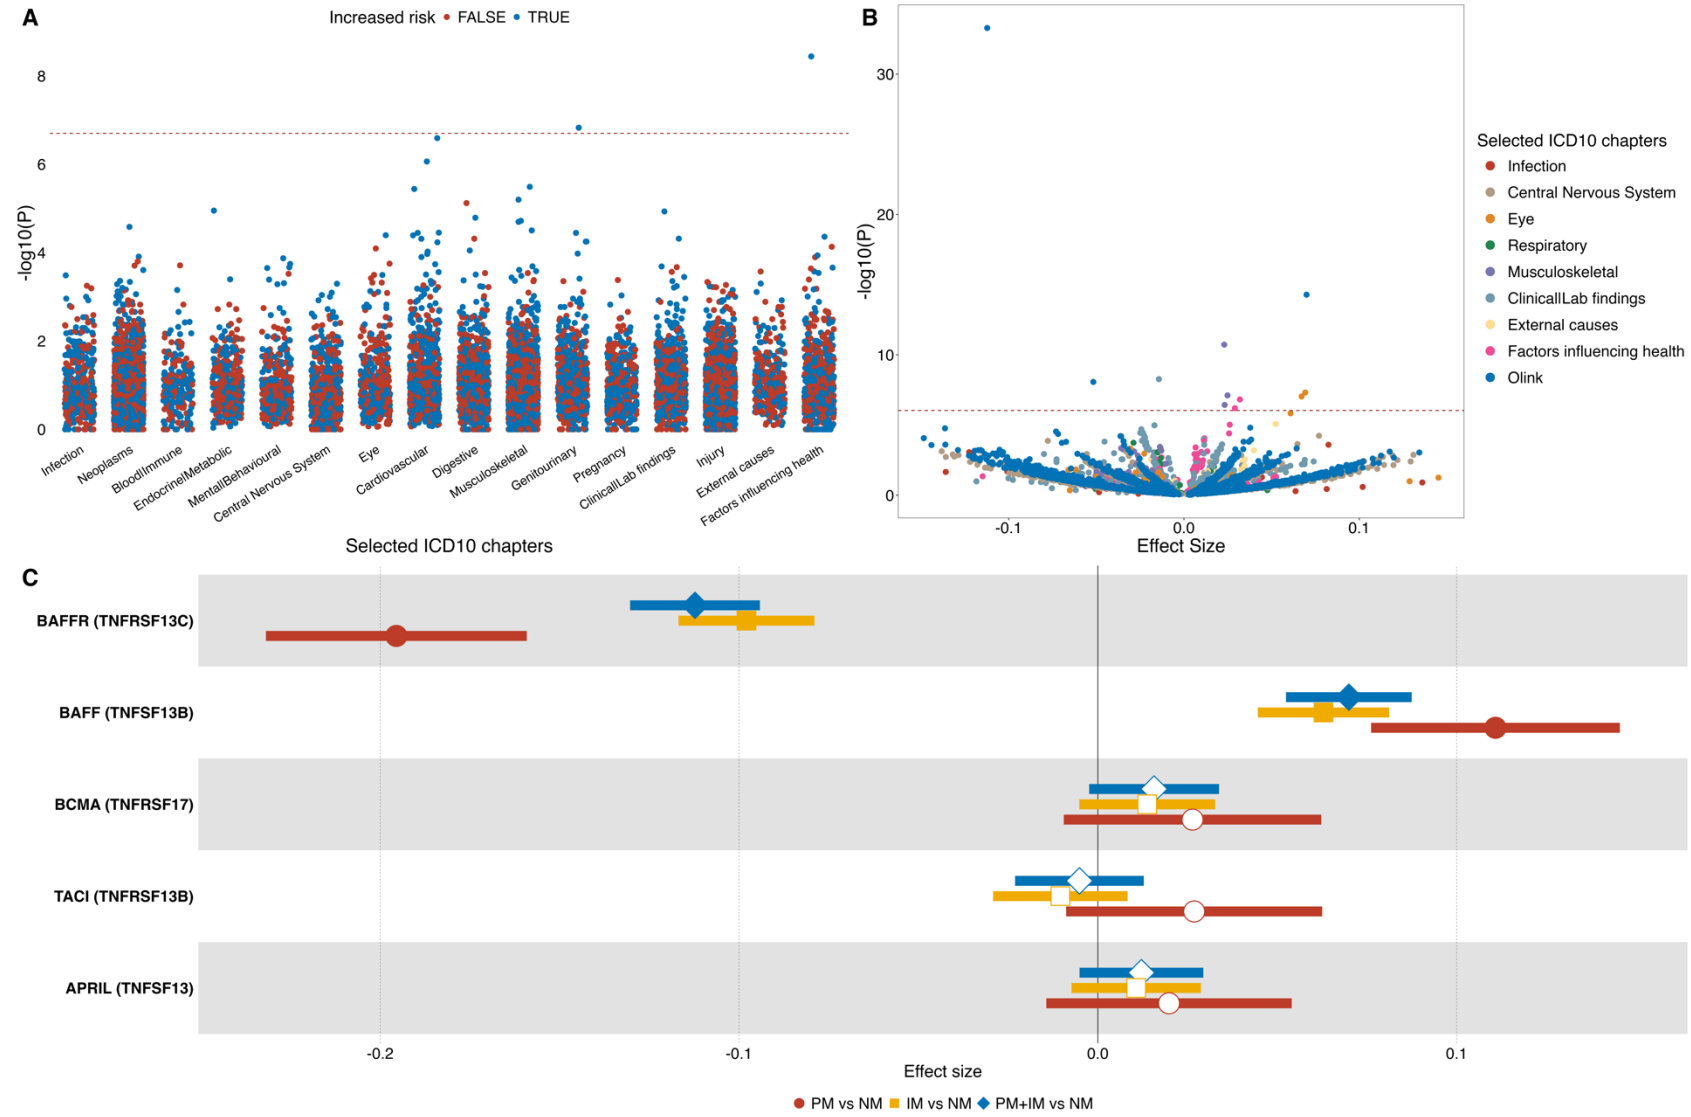 A
Increased risk FALSE TRUE
8
6
4
2
0
-log10(P)
Infection
Neoplasms
Blood|Immune
Endocrine|Metabolic
Mental|Behavioural
Central Nervous System
Eye
Cardiovascular
Digestive
Musculoskeletal
Genitourinary
Pregnancy
Clinical|Lab findings
Injury
External causes
Factors influencing health
Selected ICD10 chapters
B
30
20
10
0
-log10(P)
-0.1 0.0 0.1
Effect Size
Selected ICD10 chapters
Infection
Central Nervous System
Eye
Respiratory
Musculoskeletal
Clinical|Lab findings
External causes
Factors influencing health
Olink
C
BAFFR (TNFRSF13C)
BAFF (TNFSF13B)
BCMA (TNFRSF17)
TACI (TNFRSF13B)
APRIL (TNFSF13)
-0.2 -0.1 0.0 0.1
Effect size
PM vs NM IM vs NM PM+IM vs NM